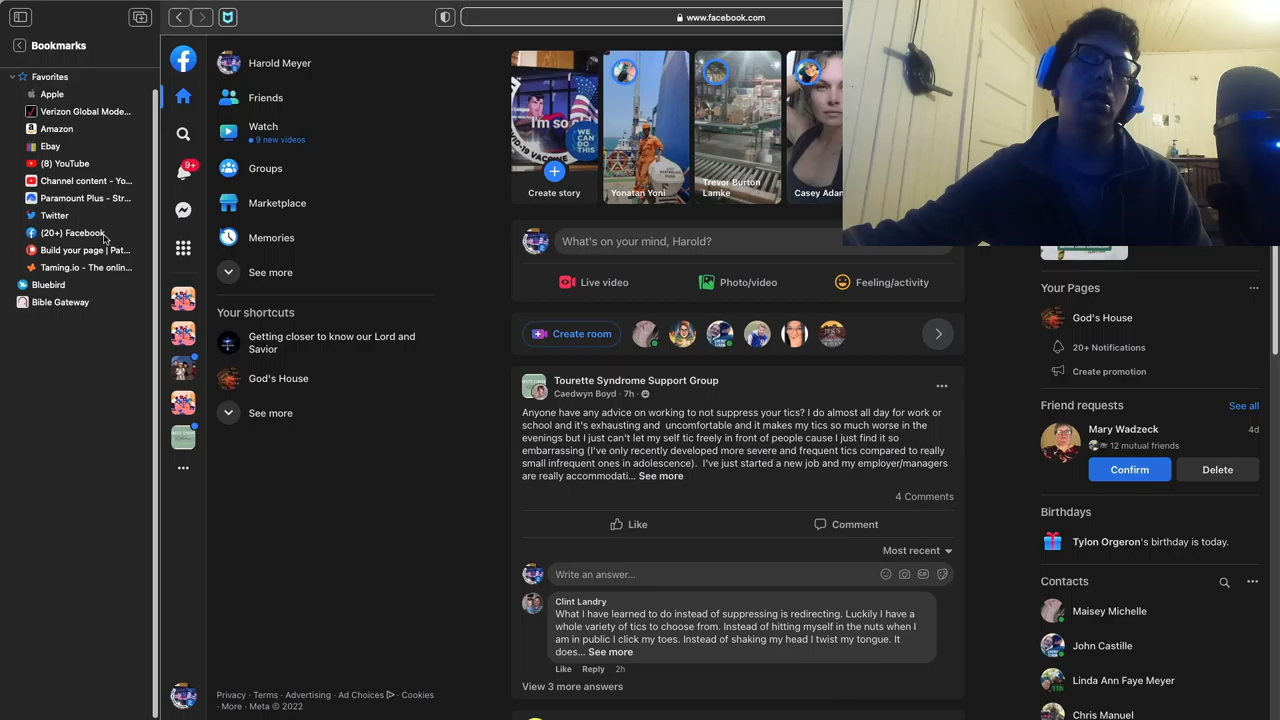 www.facebook.com
Bookmarks
Favorites
Apple
Verizon Global Mode...
Amazon
Ebay
(8) YouTube
Channel content - Yo...
Paramount Plus - Str...
Twitter
(20+) Facebook
Build your page | Pat...
Taming.io - The onlin...
Bluebird
Bible Gateway
9+
Harold Meyer
Friends
Watch
9 new videos
Groups
Marketplace
Memories
See more
Your shortcuts
Getting closer to know our Lord and
Savior
God's House
See more
Privacy · Terms · Advertising · Ad Choices · Cookies
· More · Meta © 2022
I'm so
WE CAN
DO THIS
Create story
Yonatan Yoni
Trevor Burton
Lamke
Casey Adan
What's on your mind, Harold?
Live video
Photo/video
Feeling/activity
Create room
Tourette Syndrome Support Group
Caedwyn Boyd · 7h ·
Anyone have any advice on working to not suppress your tics? I do almost all day for work or
school and it's exhausting and uncomfortable and it makes my tics so much worse in the
evenings but I just can't let my self tic freely in front of people cause I just find it so
embarrassing (I've only recently developed more severe and frequent tics compared to really
small infrequent ones in adolescence). I've just started a new job and my employer/managers
are really accommodati... See more
4 Comments
Like
Comment
Most recent
Write an answer...
GIF
Clint Landry
What I have learned to do instead of suppressing is redirecting. Luckily I have a
whole variety of tics to choose from. Instead of hitting myself in the nuts when I
am in public I click my toes. Instead of shaking my head I twist my tongue. It
does... See more
Like Reply 2h
View 3 more answers
Your Pages
God's House
20+ Notifications
Create promotion
Friend requests
See all
Mary Wadzeck
4d
12 mutual friends
Confirm
Delete
Birthdays
Tylon Orgeron's birthday is today.
Contacts
Maisey Michelle
John Castille
11h
Linda Ann Faye Meyer
Chris Manuel